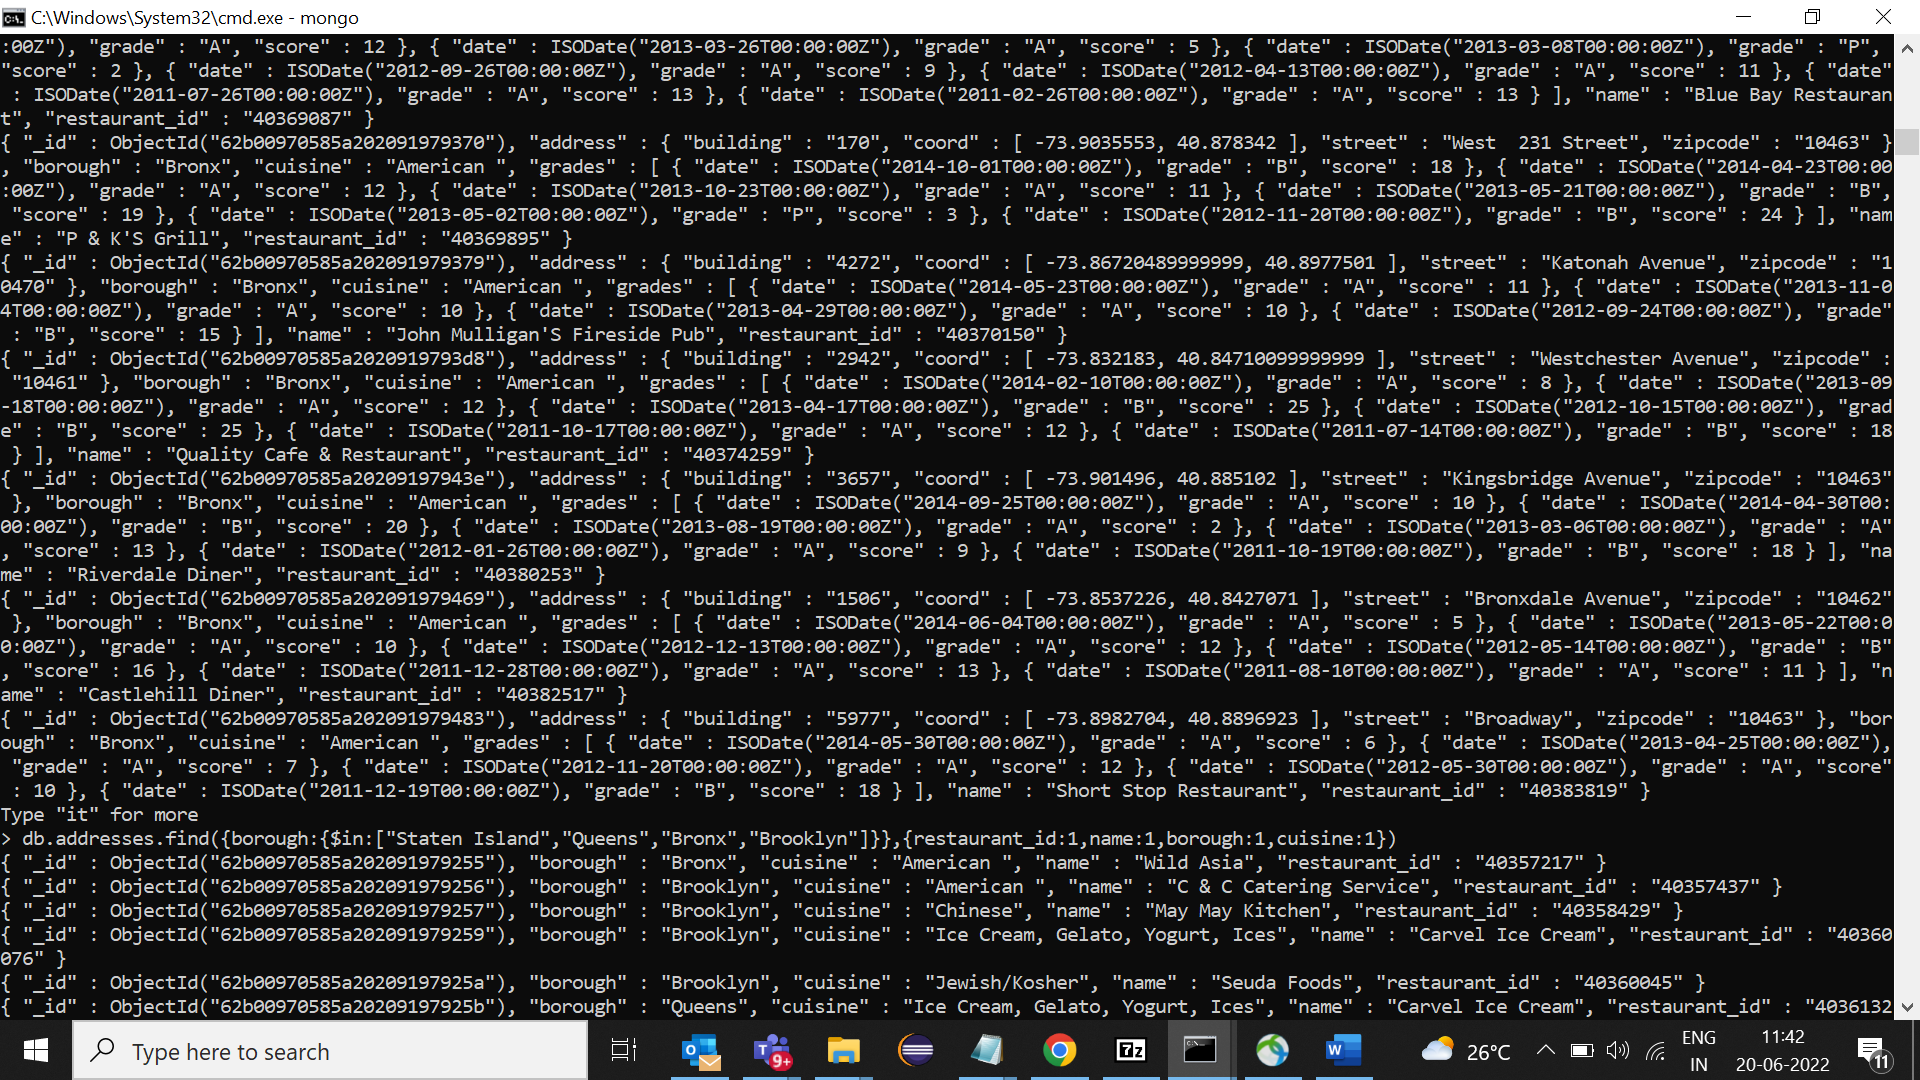 C:\Windows\System32\cmd.exe - mongo
:00Z"), "grade" : "A", "score" : 12 }, { "date" : ISODate("2013-03-26T00:00:00Z"), "grade" : "A", "score" : 5 }, { "date" : ISODate("2013-03-08T00:00:00Z"), "grade" : "P",
"score" : 2 }, { "date" : ISODate("2012-09-26T00:00:00Z"), "grade" : "A", "score" : 9 }, { "date" : ISODate("2012-04-13T00:00:00Z"), "grade" : "A", "score" : 11 }, { "date"
 : ISODate("2011-07-26T00:00:00Z"), "grade" : "A", "score" : 13 }, { "date" : ISODate("2011-02-26T00:00:00Z"), "grade" : "A", "score" : 13 } ], "name" : "Blue Bay Restauran
t", "restaurant_id" : "40369087" }
{ "_id" : ObjectId("62b00970585a202091979370"), "address" : { "building" : "170", "coord" : [ -73.9035553, 40.878342 ], "street" : "West  231 Street", "zipcode" : "10463" }
, "borough" : "Bronx", "cuisine" : "American ", "grades" : [ { "date" : ISODate("2014-10-01T00:00:00Z"), "grade" : "B", "score" : 18 }, { "date" : ISODate("2014-04-23T00:00
:00Z"), "grade" : "A", "score" : 12 }, { "date" : ISODate("2013-10-23T00:00:00Z"), "grade" : "A", "score" : 11 }, { "date" : ISODate("2013-05-21T00:00:00Z"), "grade" : "B",
 "score" : 19 }, { "date" : ISODate("2013-05-02T00:00:00Z"), "grade" : "P", "score" : 3 }, { "date" : ISODate("2012-11-20T00:00:00Z"), "grade" : "B", "score" : 24 } ], "nam
e" : "P & K'S Grill", "restaurant_id" : "40369895" }
{ "_id" : ObjectId("62b00970585a202091979379"), "address" : { "building" : "4272", "coord" : [ -73.86720489999999, 40.8977501 ], "street" : "Katonah Avenue", "zipcode" : "1
0470" }, "borough" : "Bronx", "cuisine" : "American ", "grades" : [ { "date" : ISODate("2014-05-23T00:00:00Z"), "grade" : "A", "score" : 11 }, { "date" : ISODate("2013-11-0
4T00:00:00Z"), "grade" : "A", "score" : 10 }, { "date" : ISODate("2013-04-29T00:00:00Z"), "grade" : "A", "score" : 10 }, { "date" : ISODate("2012-09-24T00:00:00Z"), "grade"
 : "B", "score" : 15 } ], "name" : "John Mulligan'S Fireside Pub", "restaurant_id" : "40370150" }
{ "_id" : ObjectId("62b00970585a2020919793d8"), "address" : { "building" : "2942", "coord" : [ -73.832183, 40.84710099999999 ], "street" : "Westchester Avenue", "zipcode" :
 "10461" }, "borough" : "Bronx", "cuisine" : "American ", "grades" : [ { "date" : ISODate("2014-02-10T00:00:00Z"), "grade" : "A", "score" : 8 }, { "date" : ISODate("2013-09
-18T00:00:00Z"), "grade" : "A", "score" : 12 }, { "date" : ISODate("2013-04-17T00:00:00Z"), "grade" : "B", "score" : 25 }, { "date" : ISODate("2012-10-15T00:00:00Z"), "grad
e" : "B", "score" : 25 }, { "date" : ISODate("2011-10-17T00:00:00Z"), "grade" : "A", "score" : 12 }, { "date" : ISODate("2011-07-14T00:00:00Z"), "grade" : "B", "score" : 18
 } ], "name" : "Quality Cafe & Restaurant", "restaurant_id" : "40374259" }
{ "_id" : ObjectId("62b00970585a20209197943e"), "address" : { "building" : "3657", "coord" : [ -73.901496, 40.885102 ], "street" : "Kingsbridge Avenue", "zipcode" : "10463"
 }, "borough" : "Bronx", "cuisine" : "American ", "grades" : [ { "date" : ISODate("2014-09-25T00:00:00Z"), "grade" : "A", "score" : 10 }, { "date" : ISODate("2014-04-30T00:
00:00Z"), "grade" : "B", "score" : 20 }, { "date" : ISODate("2013-08-19T00:00:00Z"), "grade" : "A", "score" : 2 }, { "date" : ISODate("2013-03-06T00:00:00Z"), "grade" : "A"
, "score" : 13 }, { "date" : ISODate("2012-01-26T00:00:00Z"), "grade" : "A", "score" : 9 }, { "date" : ISODate("2011-10-19T00:00:00Z"), "grade" : "B", "score" : 18 } ], "na
me" : "Riverdale Diner", "restaurant_id" : "40380253" }
{ "_id" : ObjectId("62b00970585a202091979469"), "address" : { "building" : "1506", "coord" : [ -73.8537226, 40.8427071 ], "street" : "Bronxdale Avenue", "zipcode" : "10462"
 }, "borough" : "Bronx", "cuisine" : "American ", "grades" : [ { "date" : ISODate("2014-06-04T00:00:00Z"), "grade" : "A", "score" : 5 }, { "date" : ISODate("2013-05-22T00:0
0:00Z"), "grade" : "A", "score" : 10 }, { "date" : ISODate("2012-12-13T00:00:00Z"), "grade" : "A", "score" : 12 }, { "date" : ISODate("2012-05-14T00:00:00Z"), "grade" : "B"
, "score" : 16 }, { "date" : ISODate("2011-12-28T00:00:00Z"), "grade" : "A", "score" : 13 }, { "date" : ISODate("2011-08-10T00:00:00Z"), "grade" : "A", "score" : 11 } ], "n
ame" : "Castlehill Diner", "restaurant_id" : "40382517" }
{ "_id" : ObjectId("62b00970585a202091979483"), "address" : { "building" : "5977", "coord" : [ -73.8982704, 40.8896923 ], "street" : "Broadway", "zipcode" : "10463" }, "bor
ough" : "Bronx", "cuisine" : "American ", "grades" : [ { "date" : ISODate("2014-05-30T00:00:00Z"), "grade" : "A", "score" : 6 }, { "date" : ISODate("2013-04-25T00:00:00Z"),
 "grade" : "A", "score" : 7 }, { "date" : ISODate("2012-11-20T00:00:00Z"), "grade" : "A", "score" : 12 }, { "date" : ISODate("2012-05-30T00:00:00Z"), "grade" : "A", "score"
 : 10 }, { "date" : ISODate("2011-12-19T00:00:00Z"), "grade" : "B", "score" : 18 } ], "name" : "Short Stop Restaurant", "restaurant_id" : "40383819" }
Type "it" for more
> db.addresses.find({borough:{$in:["Staten Island","Queens","Bronx","Brooklyn"]}},{restaurant_id:1,name:1,borough:1,cuisine:1})
{ "_id" : ObjectId("62b00970585a202091979255"), "borough" : "Bronx", "cuisine" : "American ", "name" : "Wild Asia", "restaurant_id" : "40357217" }
{ "_id" : ObjectId("62b00970585a202091979256"), "borough" : "Brooklyn", "cuisine" : "American ", "name" : "C & C Catering Service", "restaurant_id" : "40357437" }
{ "_id" : ObjectId("62b00970585a202091979257"), "borough" : "Brooklyn", "cuisine" : "Chinese", "name" : "May May Kitchen", "restaurant_id" : "40358429" }
{ "_id" : ObjectId("62b00970585a202091979259"), "borough" : "Brooklyn", "cuisine" : "Ice Cream, Gelato, Yogurt, Ices", "name" : "Carvel Ice Cream", "restaurant_id" : "40360
076" }
{ "_id" : ObjectId("62b00970585a20209197925a"), "borough" : "Brooklyn", "cuisine" : "Jewish/Kosher", "name" : "Seuda Foods", "restaurant_id" : "40360045" }
{ "_id" : ObjectId("62b00970585a20209197925b"), "borough" : "Queens", "cuisine" : "Ice Cream, Gelato, Yogurt, Ices", "name" : "Carvel Ice Cream", "restaurant_id" : "4036132
Type here to search
9+
7z
26°C
ENG
IN
11:42
20-06-2022
11